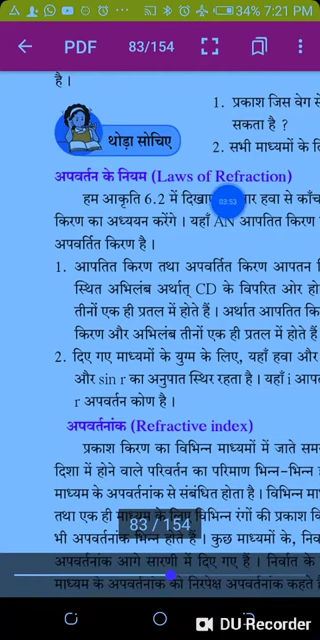 34% 7:21 PM
PDF 83/154
है ।
1. प्रकाश जिस वेग से
सकता है ?
थोड़ा सोचिए
2. सभी माध्यमों के लि
अपवर्तन के नियम (Laws of Refraction)
हम आकृति 6.2 में हवा से काँच
03:53
किरण का अध्ययन करेंगे । यहाँ AN आपतित किरण
अपवर्तित किरण है ।
1. आपतित किरण तथा अपवर्तित किरण आपतन
स्थित अभिलंब अर्थात् CD के विपरित ओर हो
तीनों एक ही प्रतल में होते हैं । अर्थात आपतित कि
किरण और अभिलंब तीनों एक ही प्रतल में होते हैं
2. दिए गए माध्यमों के युग्म के लिए, यहाँ हवा और
और sin r का अनुपात स्थिर रहता है । यहाँ i आप
r अपवर्तन कोण है ।
अपवर्तनांक (Refractive index)
प्रकाश किरण का विभिन्न माध्यमों में जाते सम
दिशा में होने वाले परिवर्तन का परिमाण भिन्न-भिन्न
माध्यम के अपवर्तनांक से संबंधित होता है । विभिन्न मा
तथा एक ही माध्यम के लिए विभिन्न रंगों की प्रकाश कि
83 / 154
भी अपवर्तनांक भिन्न होते हैं । कुछ माध्यमों के, निर्व
अपवर्तनांक आगे सारणी में दिए गए हैं । निर्वात के
माध्यम के अपवर्तनांक को निरपेक्ष अपवर्तनांक कहते
DU Recorder